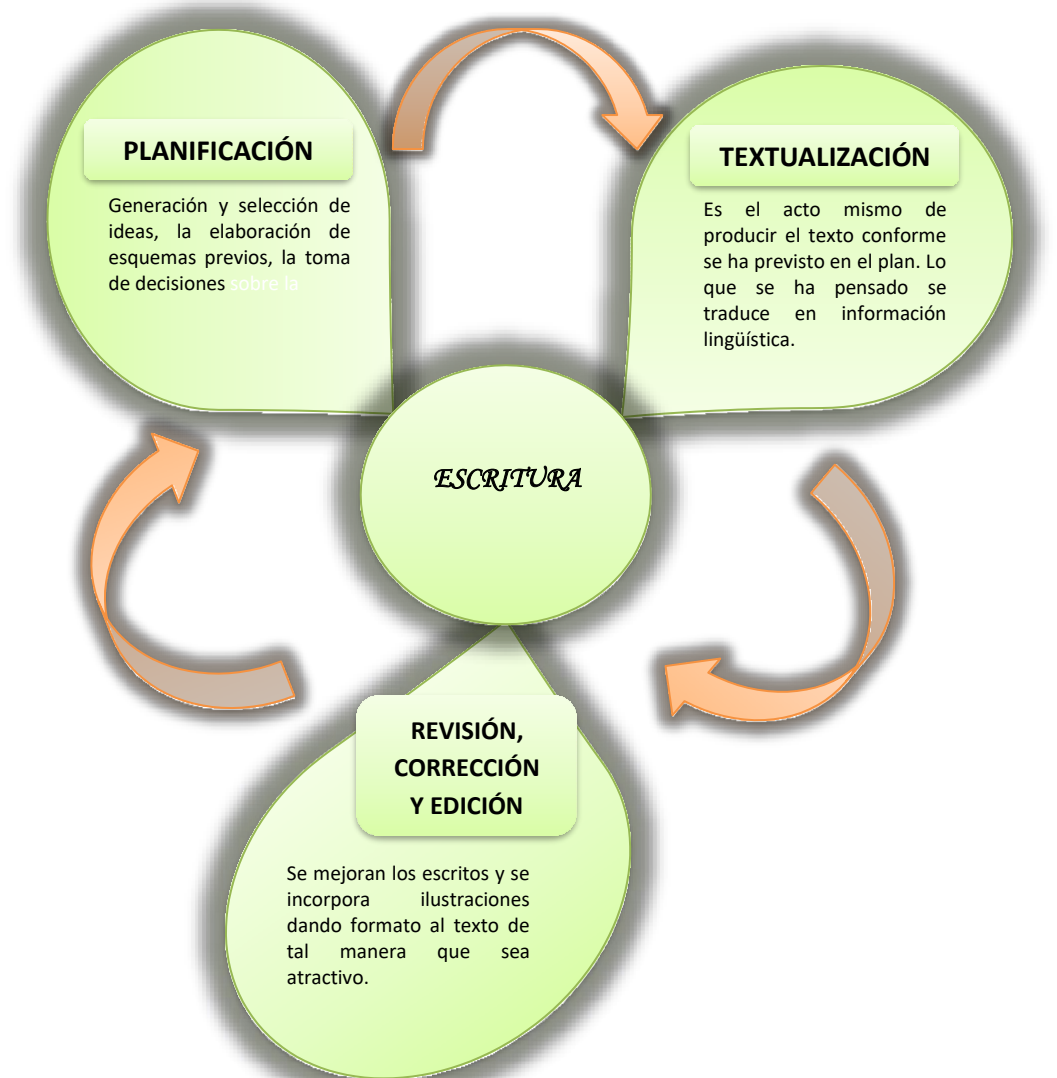 PLANIFICACIÓN
Generación y selección de
ideas, la elaboración de
esquemas previos, la toma
de decisiones sobre la
TEXTUALIZACIÓN
Es el acto mismo de
producir el texto conforme
se ha previsto en el plan. Lo
que se ha pensado se
traduce en información
lingüística.
ESCRITURA
REVISIÓN,
CORRECCIÓN
Y EDICIÓN
Se mejoran los escritos y se
incorpora ilustraciones
dando formato al texto de
tal manera que sea
atractivo.